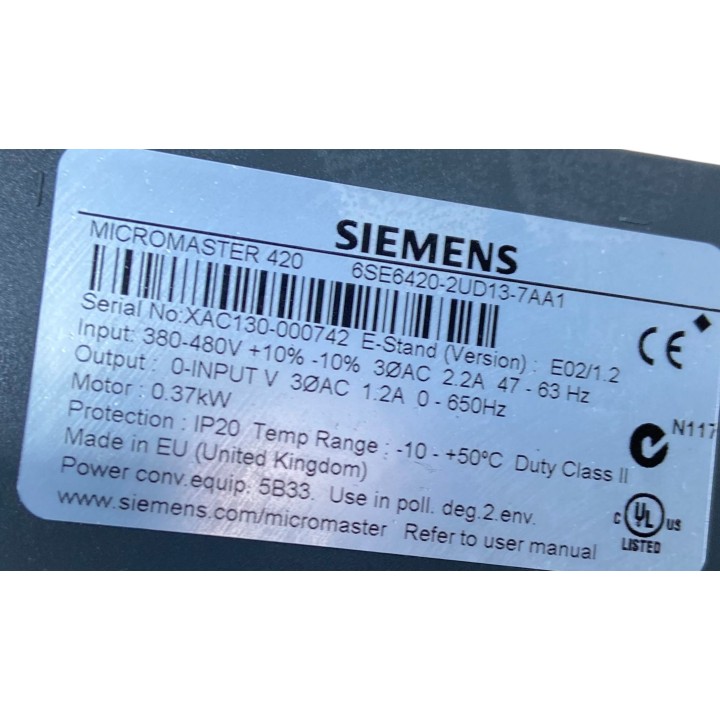 SIEMENS
MICROMASTER 420 6SE6420-2UD13-7AA1
Serial No:XAC130-000742 E-Stand (Version) : E02/1.2
Input: 380-480V +10% -10% 3ØAC 2.2A 47 - 63 Hz
Output : 0-INPUT V 3ØAC 1.2A 0 - 650Hz
Motor : 0.37kW
Protection : IP20 Temp Range : -10 - +50ºC Duty Class II
Made in EU (United Kingdom)
Power conv.equip. 5B33. Use in poll. deg.2.env.
www.siemens.com/micromaster Refer to user manual
CE
N117
C UL US
LISTED